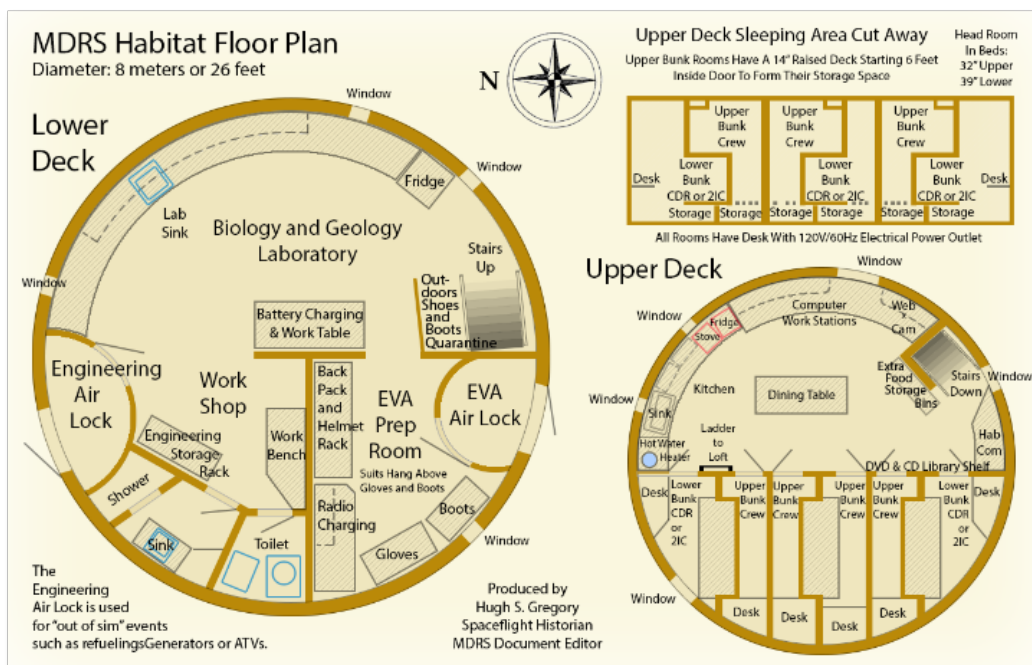 MDRS Habitat Floor Plan
Diameter: 8 meters or 26 feet
Lower
Deck
Window
Window
Window
Window
N
Lab
Sink
Fridge
Biology and Geology
Laboratory
Stairs
Up
Out-
doors
Shoes
and
Boots
Quarantine
Battery Charging
& Work Table
Engineering
Air
Lock
Work
Shop
Back
Pack
and
Helmet
Rack
EVA
Prep
Room
Suits Hang Above
Gloves and Boots
EVA
Air Lock
Engineering
Storage
Rack
Work
Bench
Shower
Sink
Toilet
Radio
Charging
Boots
Gloves
The
Engineering
Air Lock is used
for "out of sim" events
such as refuelingsGenerators or ATVs.
Produced by
Hugh S. Gregory
Spaceflight Historian
MDRS Document Editor
Upper Deck Sleeping Area Cut Away
Upper Bunk Rooms Have A 14" Raised Deck Starting 6 Feet
Inside Door To Form Their Storage Space
Head Room
In Beds:
32" Upper
39" Lower
Upper
Bunk
Crew
Upper
Bunk
Crew
Upper
Bunk
Crew
Desk
Lower
Bunk
CDR or 2IC
Lower
Bunk
CDR or 2IC
Lower
Bunk
CDR or 2IC
Desk
Storage
Storage
Storage
Storage
Storage
Storage
All Rooms Have Desk With 120V/60Hz Electrical Power Outlet
Upper Deck
Window
Window
Window
Window
Window
Fridge
Stove
Computer
Work Stations
Web
x
Cam
Extra
Food
Storage
Bins
Stairs
Down
Kitchen
Dining Table
Sink
Hot Water
Heater
Ladder
to
Loft
Hab
Com
DVD & CD Library Shelf
Desk
Lower
Bunk
CDR
or
2IC
Upper
Bunk
Crew
Upper
Bunk
Crew
Upper
Bunk
Crew
Upper
Bunk
Crew
Lower
Bunk
CDR
or
2IC
Desk
Desk
Desk
Desk
Desk